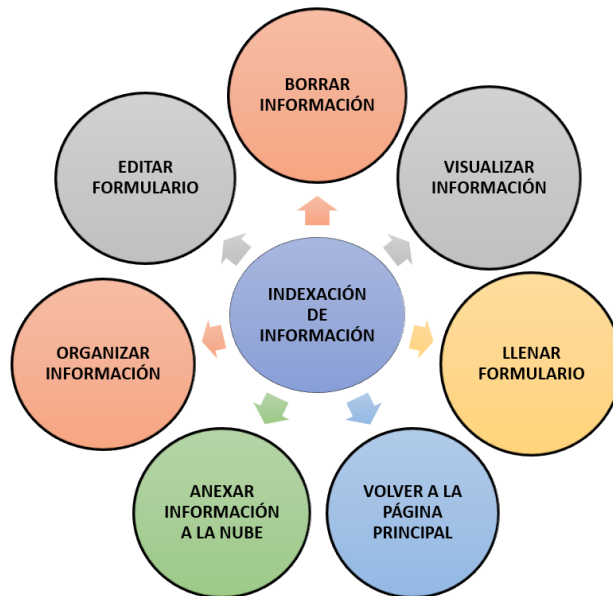 BORRAR
INFORMACIÓN
VISUALIZAR
INFORMACIÓN
LLENAR
FORMULARIO
VOLVER A LA
PÁGINA
PRINCIPAL
ANEXAR
INFORMACIÓN
A LA NUBE
ORGANIZAR
INFORMACIÓN
EDITAR
FORMULARIO
INDEXACIÓN
DE
INFORMACIÓN